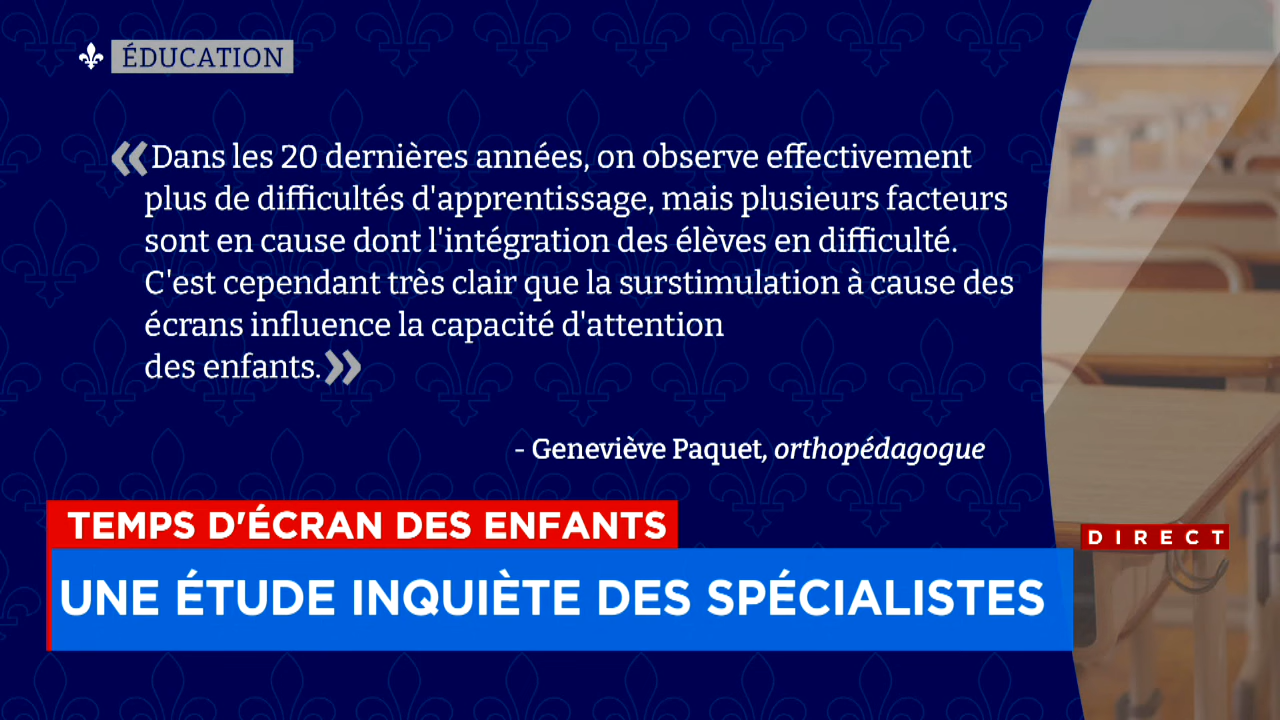 ÉDUCATION
« Dans les 20 dernières années, on observe effectivement
plus de difficultés d'apprentissage, mais plusieurs facteurs
sont en cause dont l'intégration des élèves en difficulté.
C'est cependant très clair que la surstimulation à cause des
écrans influence la capacité d'attention
des enfants. »
- Geneviève Paquet, orthopédagogue
TEMPS D'ÉCRAN DES ENFANTS
DIRECT
UNE ÉTUDE INQUIÈTE DES SPÉCIALISTES